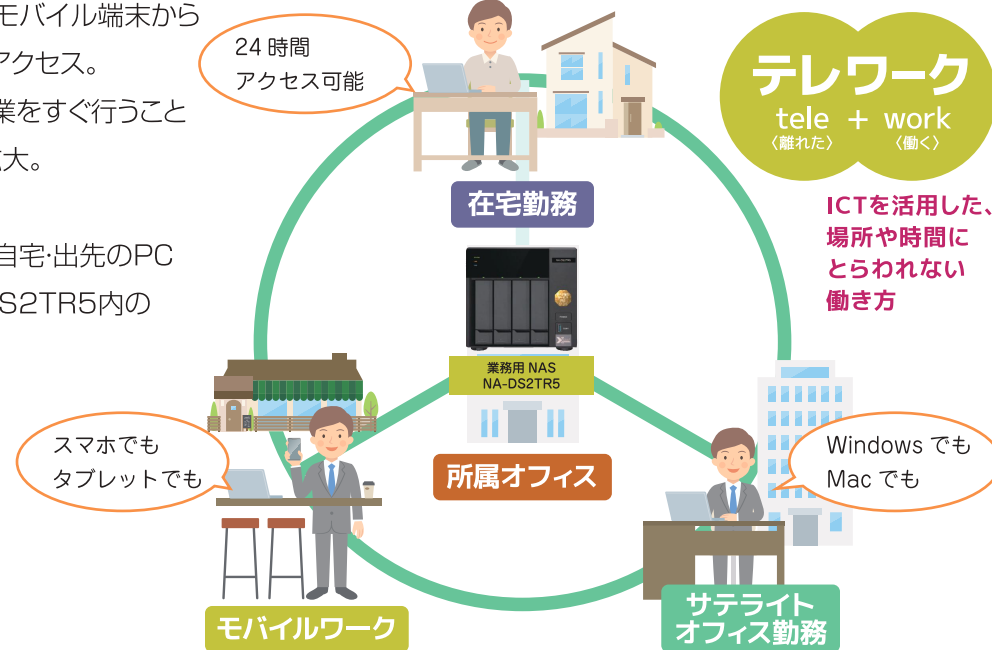 モバイル端末から
アクセス。
業をすぐ行うこと
大。
自宅・出先のPC
S2TR5内の
24時間
アクセス可能
テレワーク
tele + work
〈離れた〉 〈働く〉
ICTを活用した、
場所や時間に
とらわれない
働き方
在宅勤務
業務用 NAS
NA-DS2TR5
所属オフィス
スマホでも
タブレットでも
Windows でも
Mac でも
モバイルワーク
サテライト
オフィス勤務